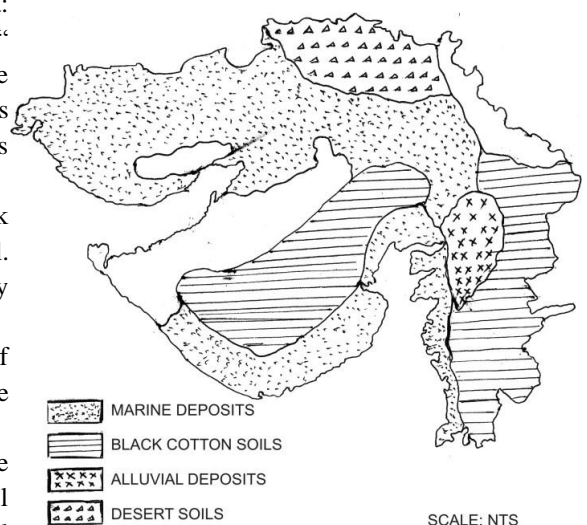 MARINE DEPOSITS
BLACK COTTON SOILS
ALLUVIAL DEPOSITS
DESERT SOILS
SCALE: NTS